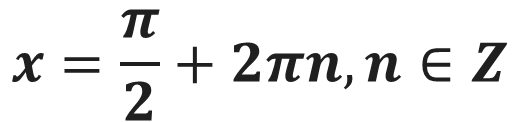 x = π/2 + 2πn, n ∈ Z